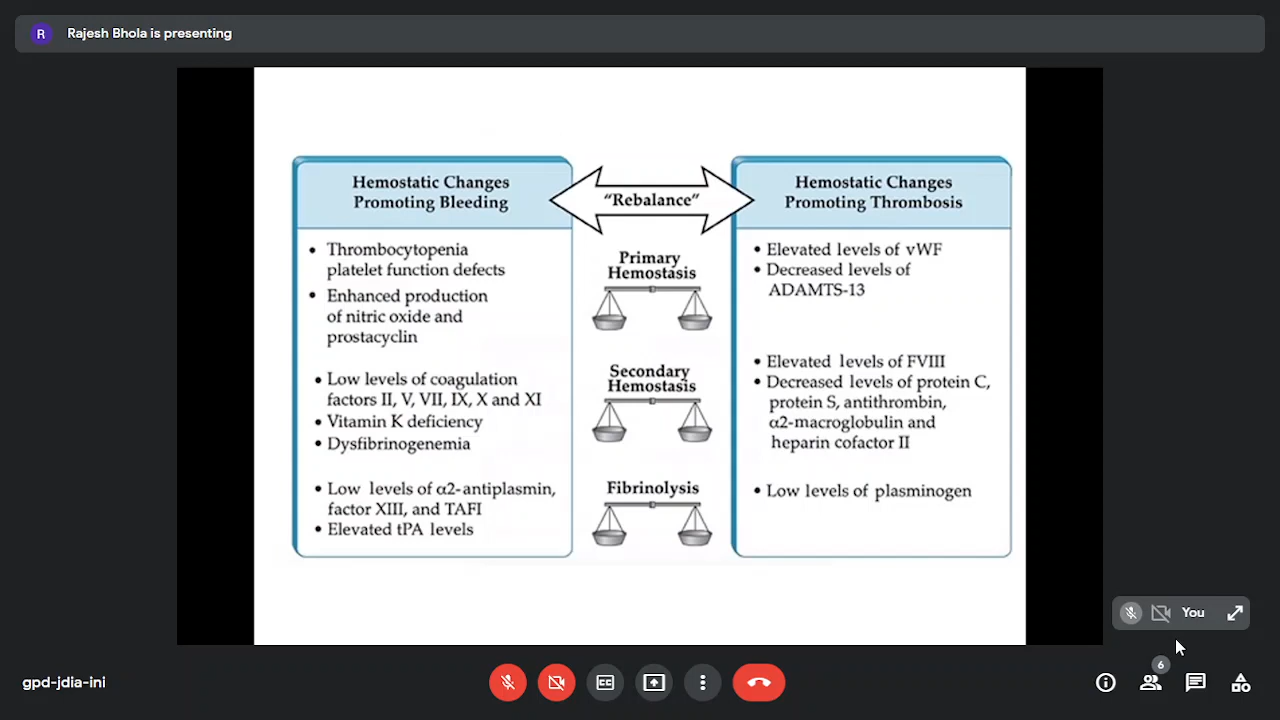 R Rajesh Bhola is presenting
Hemostatic Changes
Promoting Bleeding
• Thrombocytopenia
platelet function defects
• Enhanced production
of nitric oxide and
prostacyclin
• Low levels of coagulation
factors II, V, VII, IX, X and XI
• Vitamin K deficiency
• Dysfibrinogenemia
• Low levels of α2-antiplasmin,
factor XIII, and TAFI
• Elevated tPA levels
“Rebalance”
Primary
Hemostasis
Secondary
Hemostasis
Fibrinolysis
Hemostatic Changes
Promoting Thrombosis
• Elevated levels of vWF
• Decreased levels of
ADAMTS-13
• Elevated levels of FVIII
• Decreased levels of protein C,
protein S, antithrombin,
α2-macroglobulin and
heparin cofactor II
• Low levels of plasminogen
You
gpd-jdia-ini
CC
6